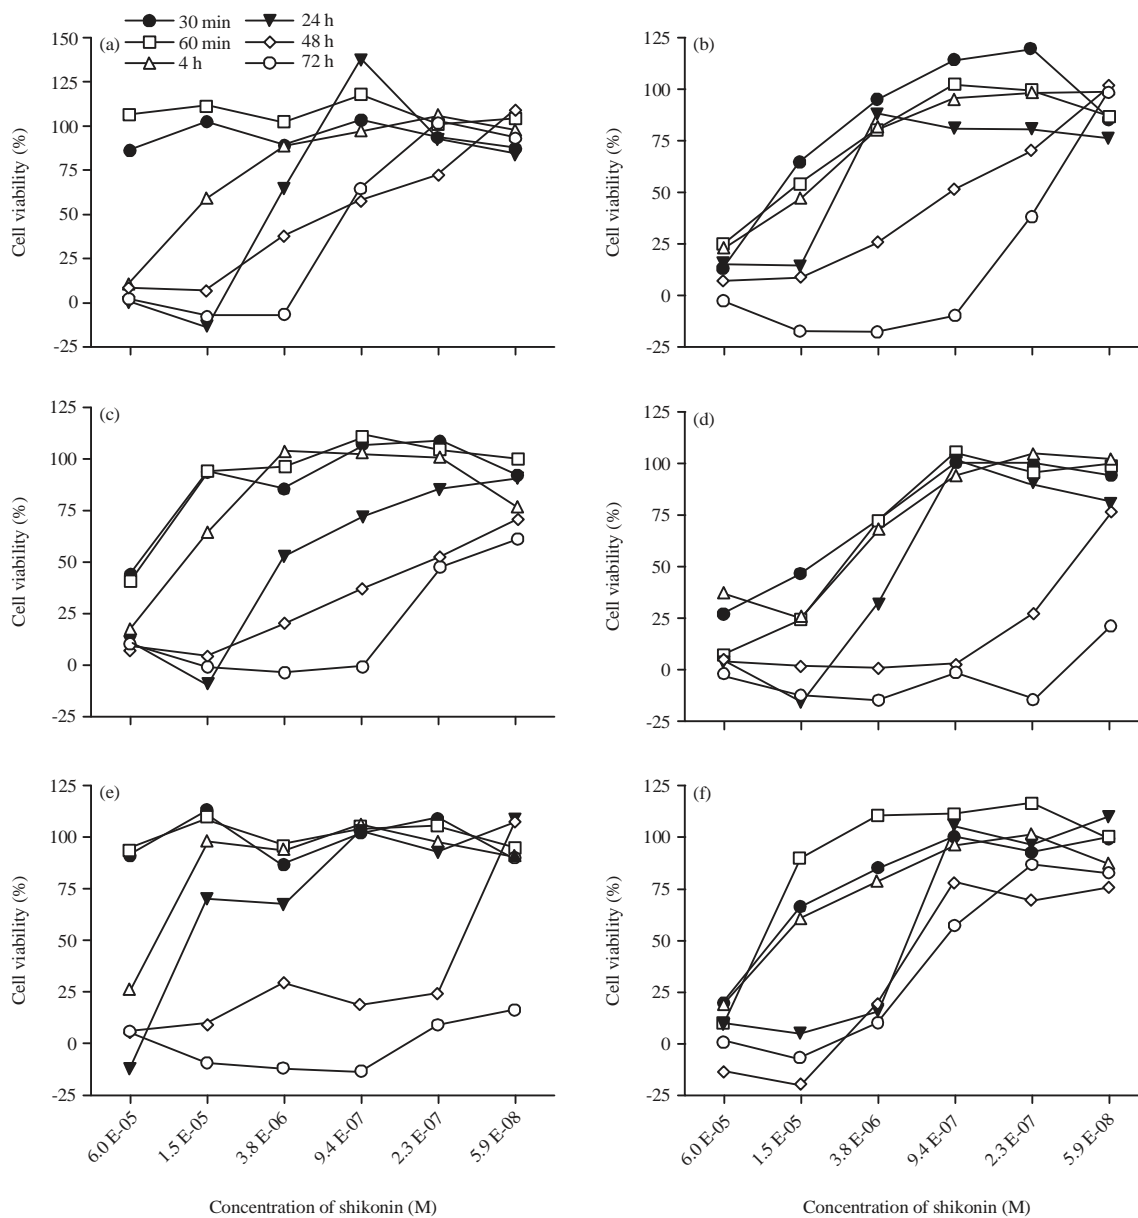 30 min
24 h
60 min
48 h
4 h
72 h
(a)
150
125
100
75
50
25
0
-25
Cell viability (%)
(b)
125
100
75
50
25
0
-25
Cell viability (%)
(c)
125
100
75
50
25
0
-25
Cell viability (%)
(d)
125
100
75
50
25
0
-25
Cell viability (%)
(e)
125
100
75
50
25
0
-25
Cell viability (%)
6.0 E-05
1.5 E-05
3.8 E-06
9.4 E-07
2.3 E-07
5.9 E-08
Concentration of shikonin (M)
(f)
125
100
75
50
25
0
-25
Cell viability (%)
6.0 E-05
1.5 E-05
3.8 E-06
9.4 E-07
2.3 E-07
5.9 E-08
Concentration of shikonin (M)